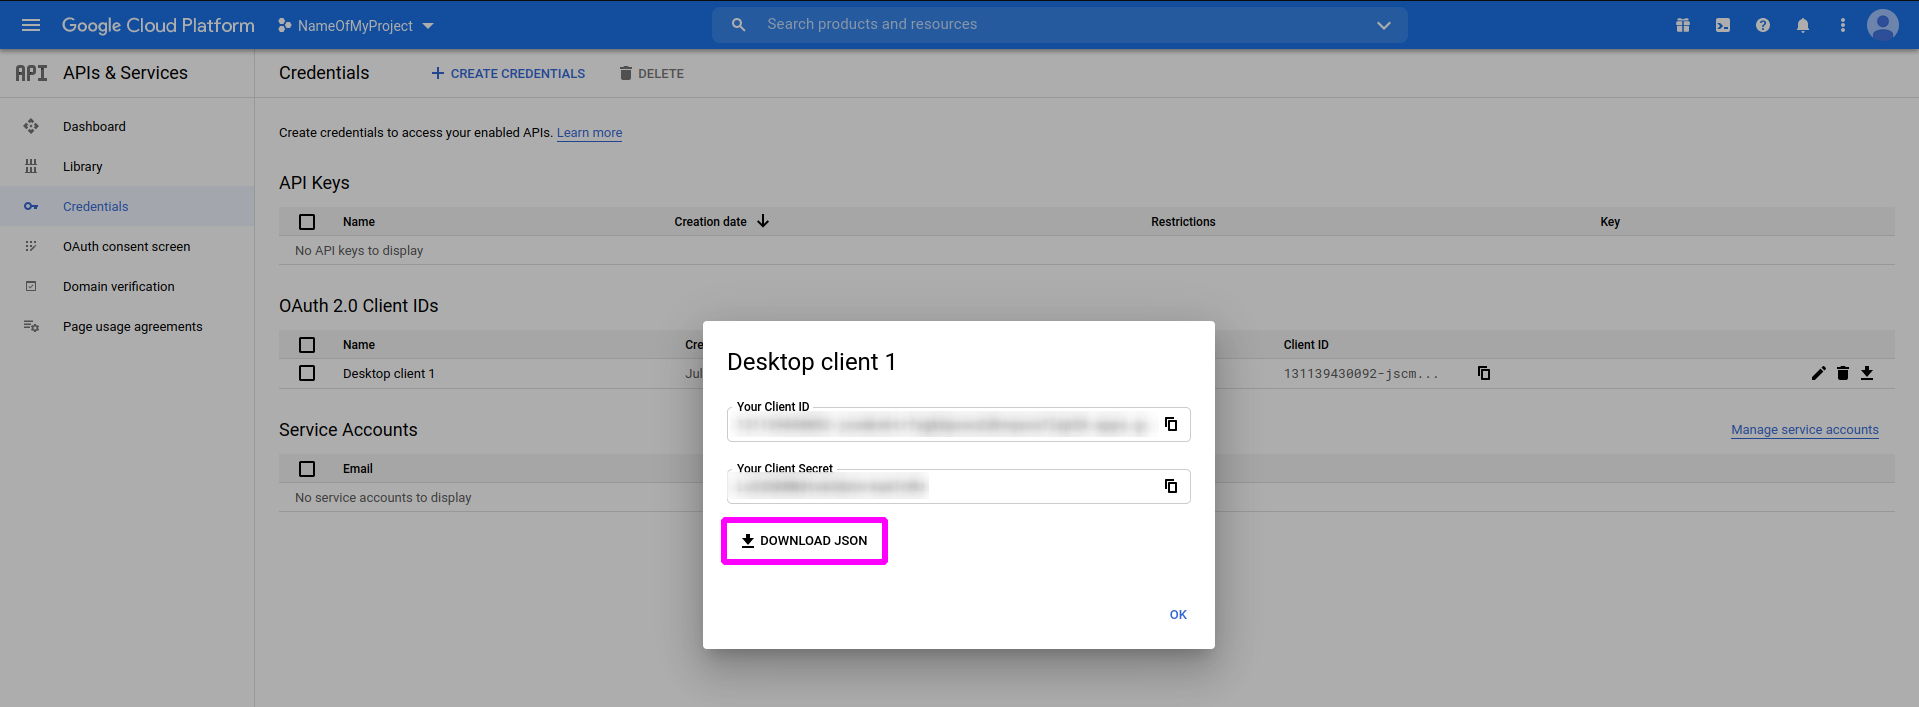 Google Cloud Platform NameOfMyProject Search products and resources
API APIs & Services Credentials CREATE CREDENTIALS DELETE
Dashboard
Library
Credentials
OAuth consent screen
Domain verification
Page usage agreements
Create credentials to access your enabled APIs. Learn more
API Keys
Name Creation date Restrictions Key
No API keys to display
OAuth 2.0 Client IDs
Name Cre Client ID
Desktop client 1 Jul 131139430092-jscm...
Service Accounts Manage service accounts
Email
No service accounts to display
Desktop client 1
Your Client ID
Your Client Secret
DOWNLOAD JSON
OK